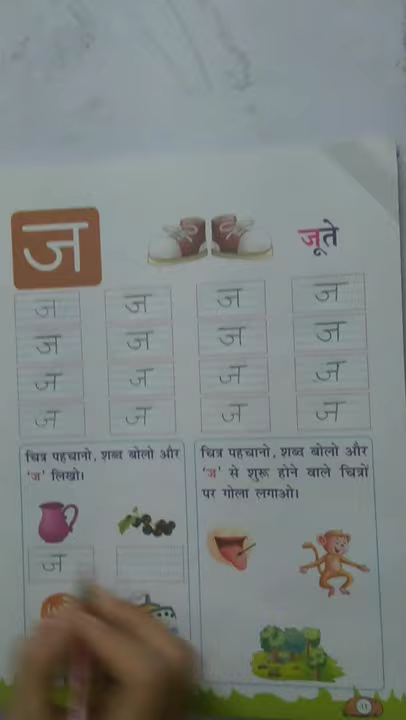 ज जूते
ज ज ज ज
ज ज ज ज
ज ज ज ज
ज ज ज ज
चित्र पहचानो, शब्द बोलो और
'ज' लिखो।
ज
चित्र पहचानो, शब्द बोलो और
'ज' से शुरू होने वाले चित्रों
पर गोला लगाओ।